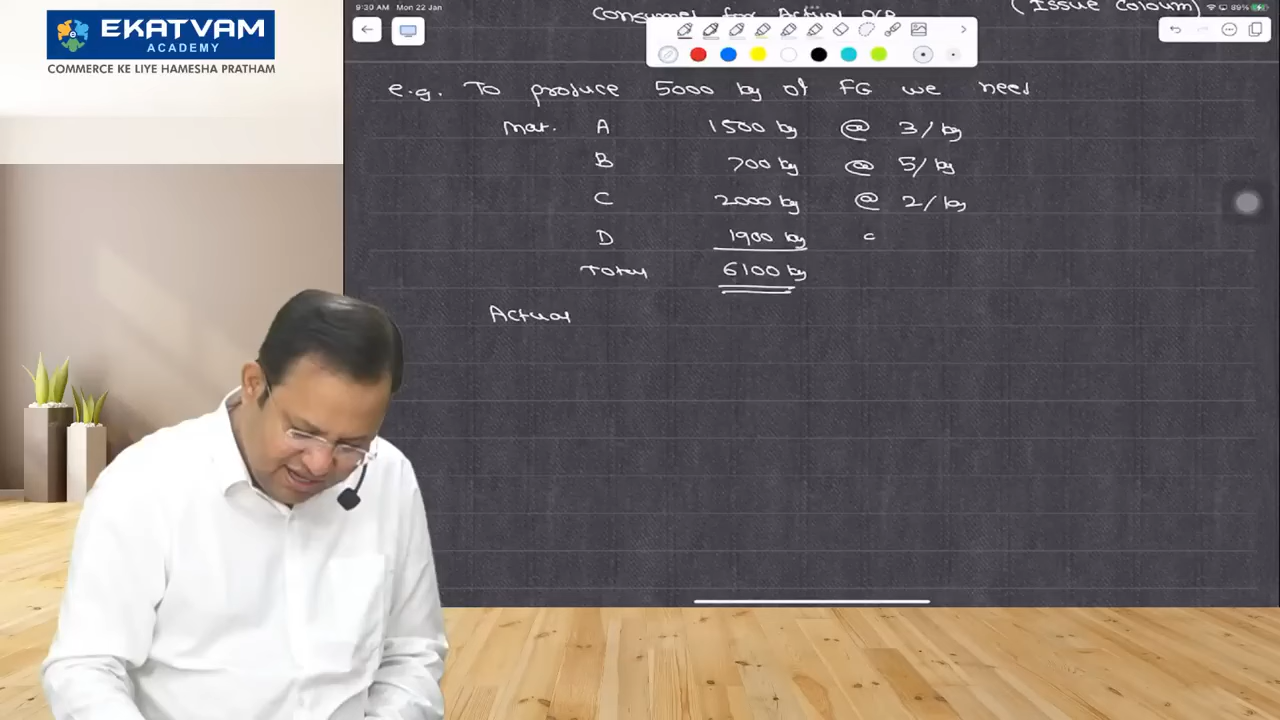 EKATVAM
ACADEMY
COMMERCE KE LIYE HAMESHA PRATHAM
9:30 AM Mon 22 Jan
89%
(Issue Coloum)
e.g. To produce 5000 kg of FG we need
Mat. A 1500 kg @ 3/kg
B 700 kg @ 5/kg
C 2000 kg @ 2/kg
D 1900 kg
Total 6100 kg
Actual